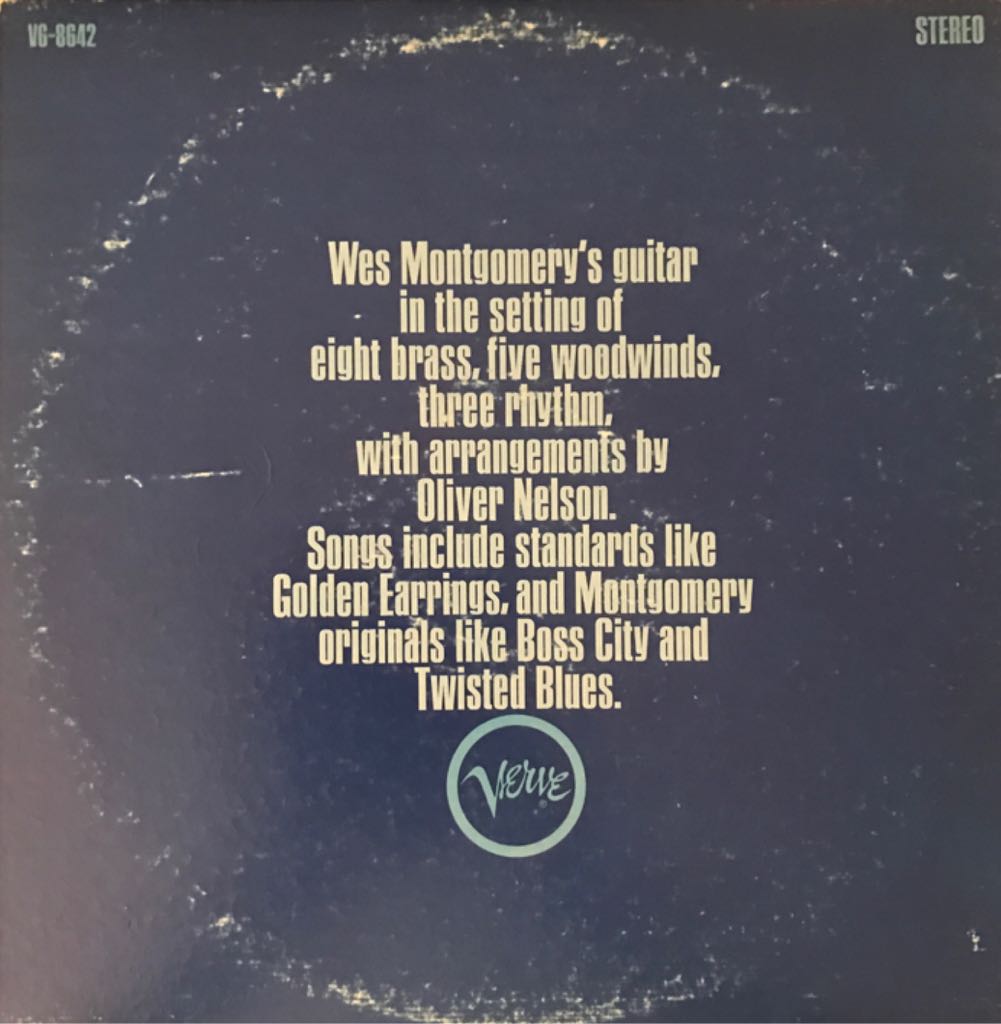 V6-8642
STEREO
Wes Montgomery's guitar
in the setting of
eight brass, five woodwinds,
three rhythm,
with arrangements by
Oliver Nelson.
Songs include standards like
Golden Earrings, and Montgomery
originals like Boss City and
Twisted Blues.
Verve
®